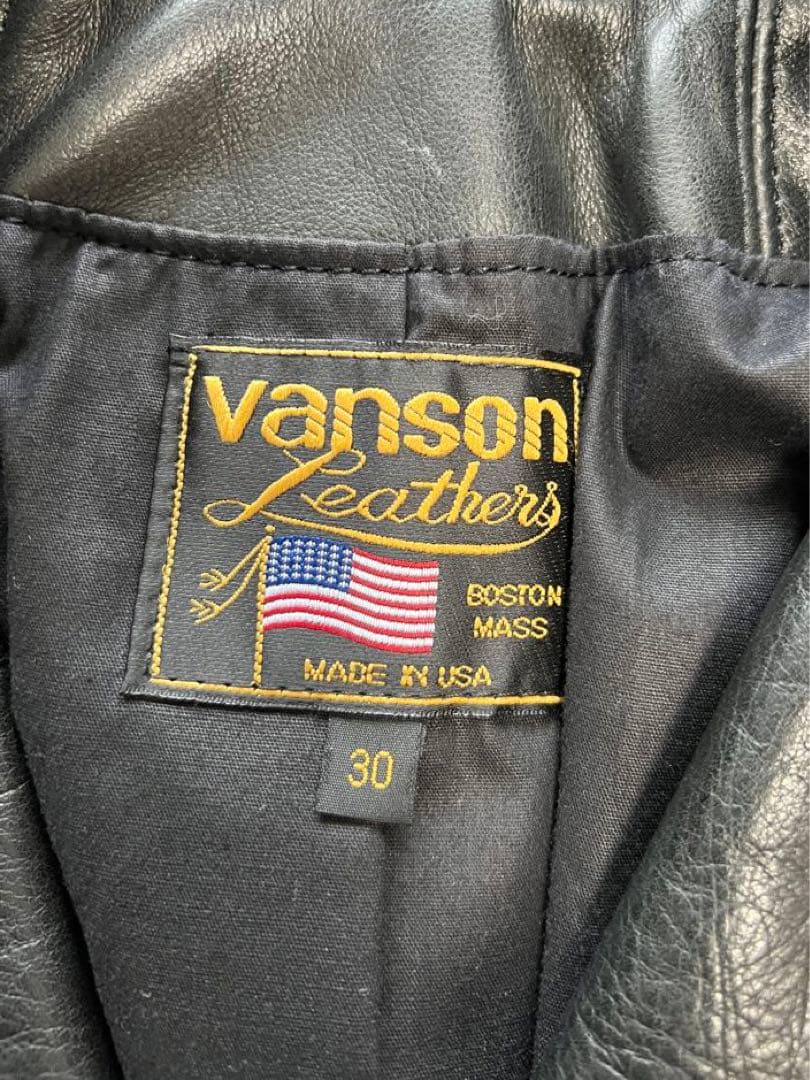 vanson
Leathers
BOSTON
MASS
MADE IN USA
30